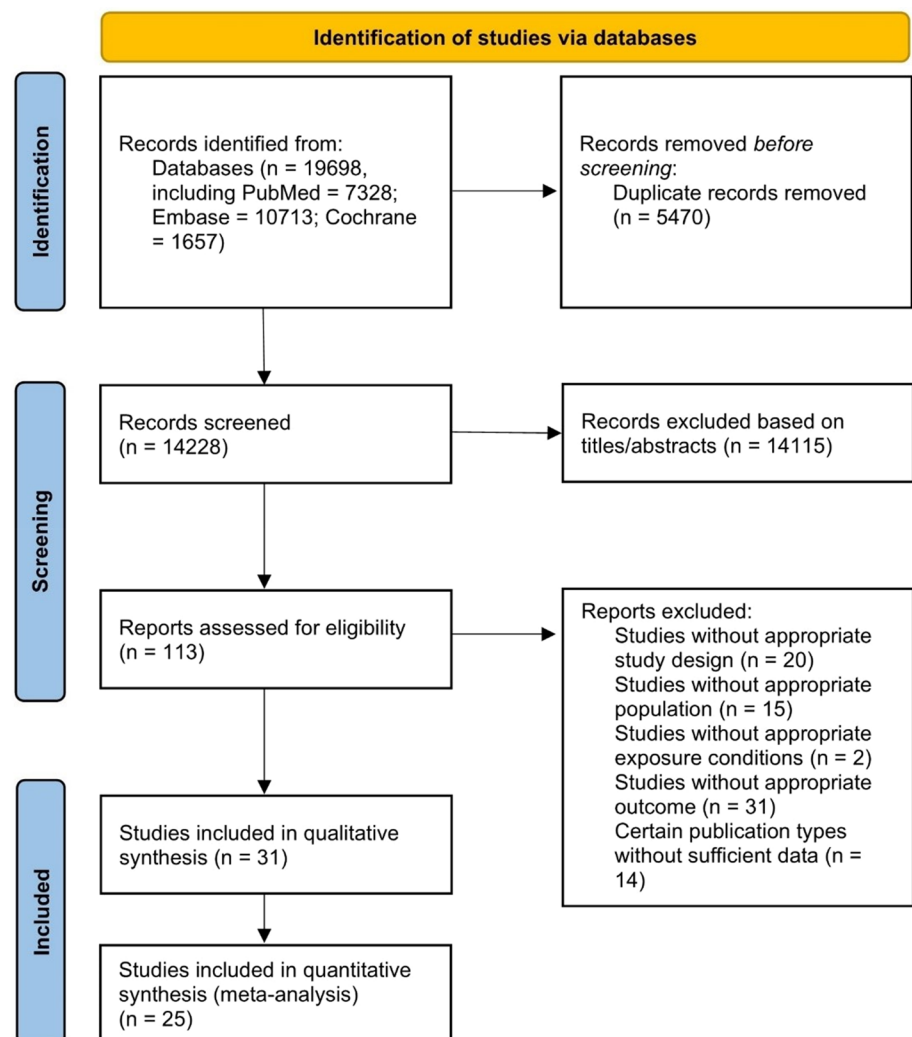 Identification of studies via databases
Identification
Records identified from:
Databases (n = 19698,
including PubMed = 7328;
Embase = 10713; Cochrane
= 1657)
Records removed before
screening:
Duplicate records removed
(n = 5470)
Screening
Records screened
(n = 14228)
Records excluded based on
titles/abstracts (n = 14115)
Reports assessed for eligibility
(n = 113)
Reports excluded:
Studies without appropriate
study design (n = 20)
Studies without appropriate
population (n = 15)
Studies without appropriate
exposure conditions (n = 2)
Studies without appropriate
outcome (n = 31)
Certain publication types
without sufficient data (n =
14)
Included
Studies included in qualitative
synthesis (n = 31)
Studies included in quantitative
synthesis (meta-analysis)
(n = 25)